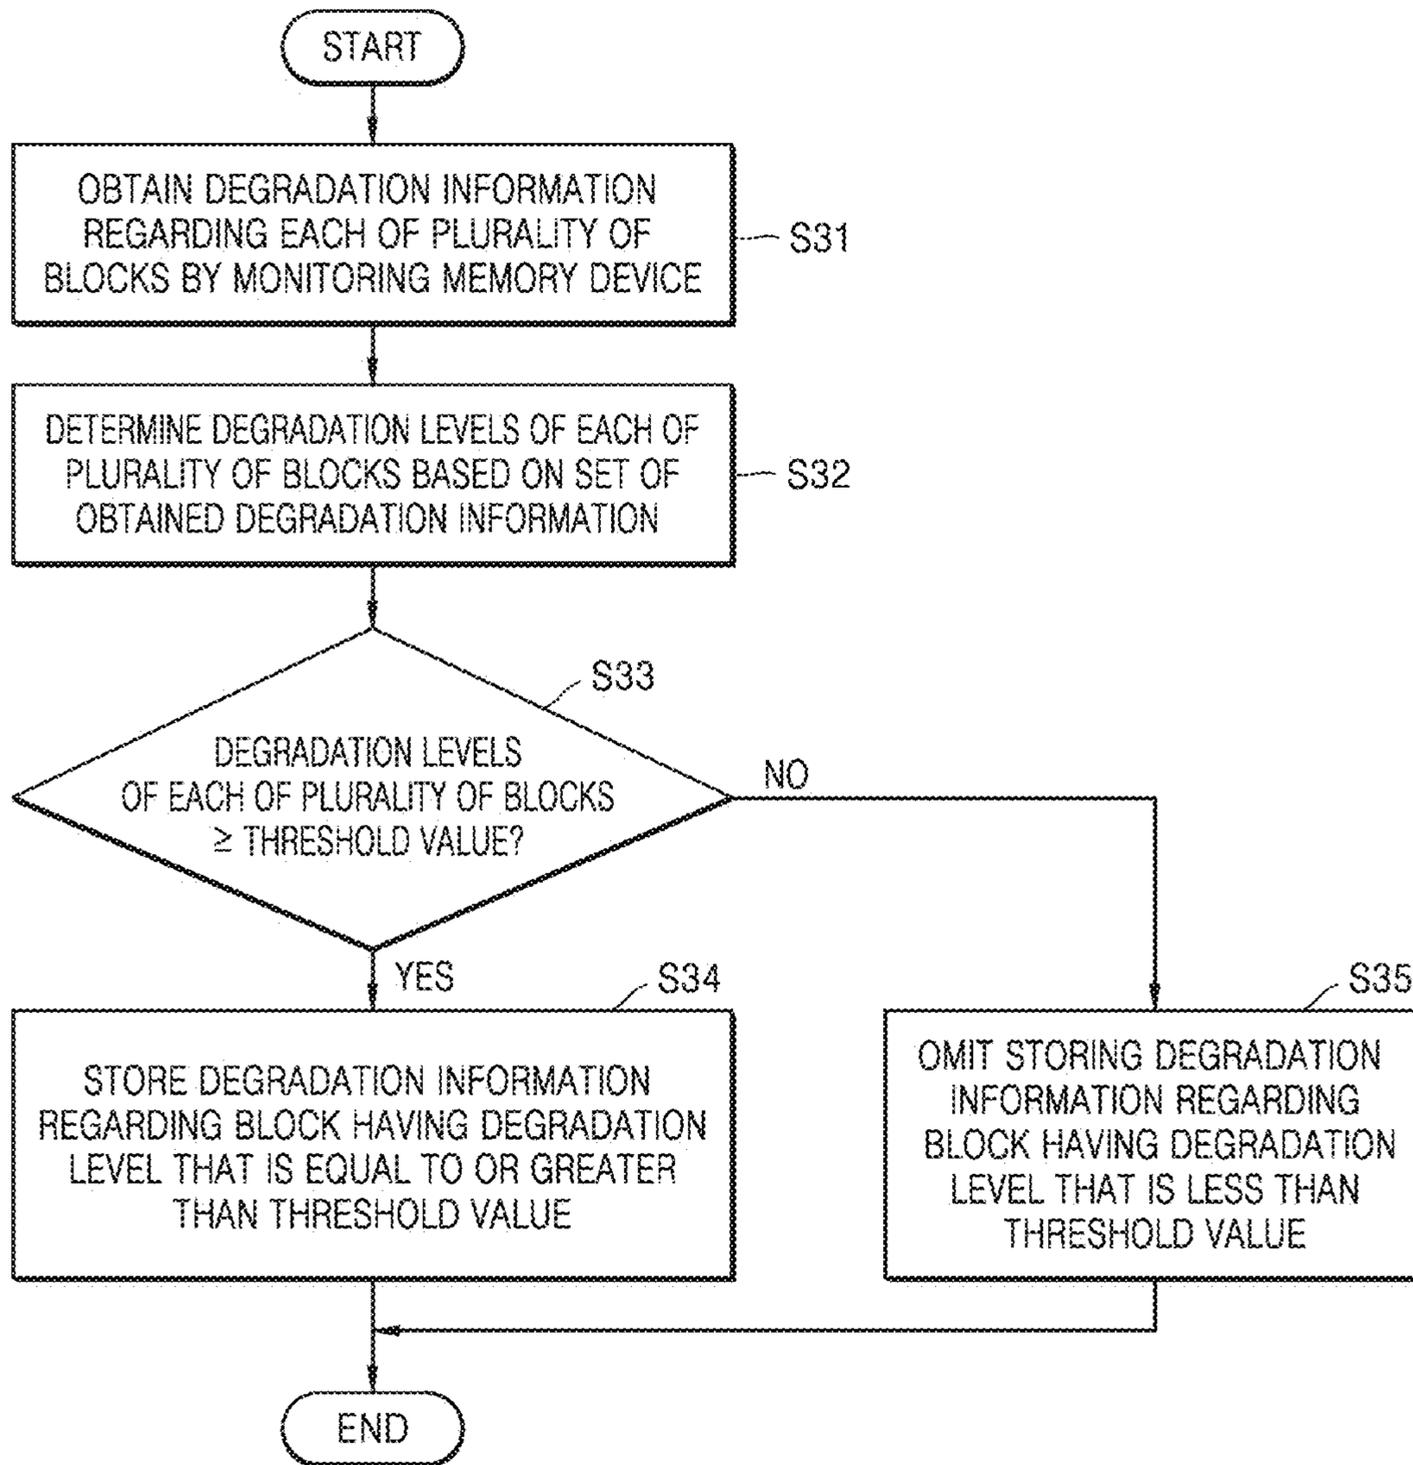 START
OBTAIN DEGRADATION INFORMATION
REGARDING EACH OF PLURALITY OF
BLOCKS BY MONITORING MEMORY DEVICE
S31
DETERMINE DEGRADATION LEVELS OF EACH OF
PLURALITY OF BLOCKS BASED ON SET OF
OBTAINED DEGRADATION INFORMATION
S32
S33
DEGRADATION LEVELS
OF EACH OF PLURALITY OF BLOCKS
≥ THRESHOLD VALUE?
NO
YES
S34
STORE DEGRADATION INFORMATION
REGARDING BLOCK HAVING DEGRADATION
LEVEL THAT IS EQUAL TO OR GREATER
THAN THRESHOLD VALUE
S35
OMIT STORING DEGRADATION
INFORMATION REGARDING
BLOCK HAVING DEGRADATION
LEVEL THAT IS LESS THAN
THRESHOLD VALUE
END